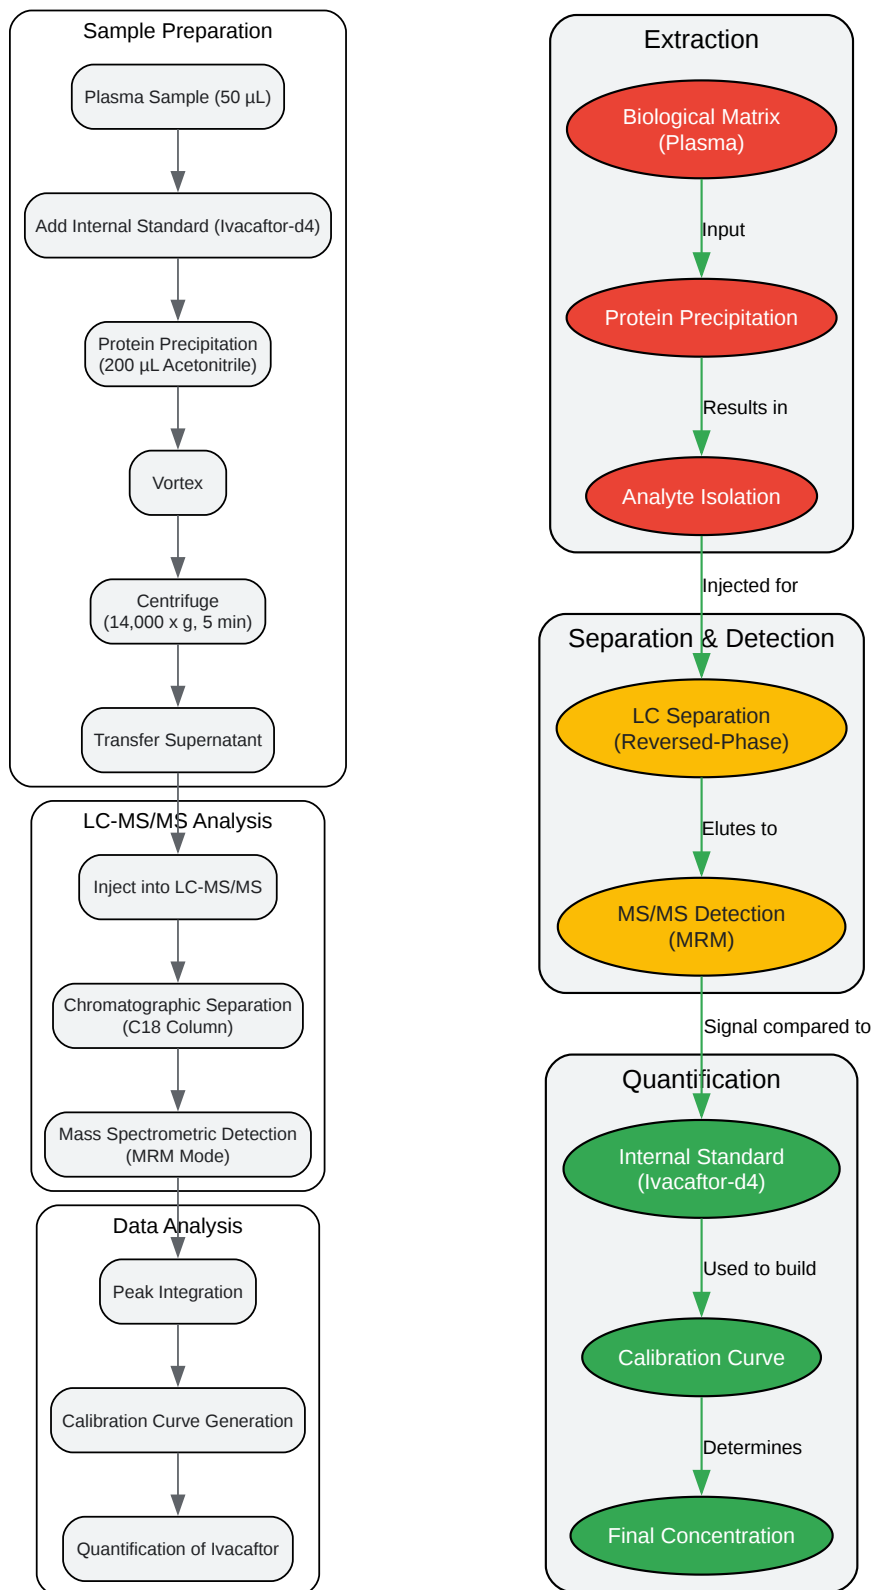 Sample Preparation
Plasma Sample (50 µL)
Add Internal Standard (Ivacaftor-d4)
Protein Precipitation
(200 µL Acetonitrile)
Vortex
Centrifuge
(14,000 x g, 5 min)
Transfer Supernatant
LC-MS/MS Analysis
Inject into LC-MS/MS
Chromatographic Separation
(C18 Column)
Mass Spectrometric Detection
(MRM Mode)
Data Analysis
Peak Integration
Calibration Curve Generation
Quantification of Ivacaftor
Extraction
Biological Matrix
(Plasma)
Input
Protein Precipitation
Results in
Analyte Isolation
Injected for
Separation & Detection
LC Separation
(Reversed-Phase)
Elutes to
MS/MS Detection
(MRM)
Signal compared to
Quantification
Internal Standard
(Ivacaftor-d4)
Used to build
Calibration Curve
Determines
Final Concentration